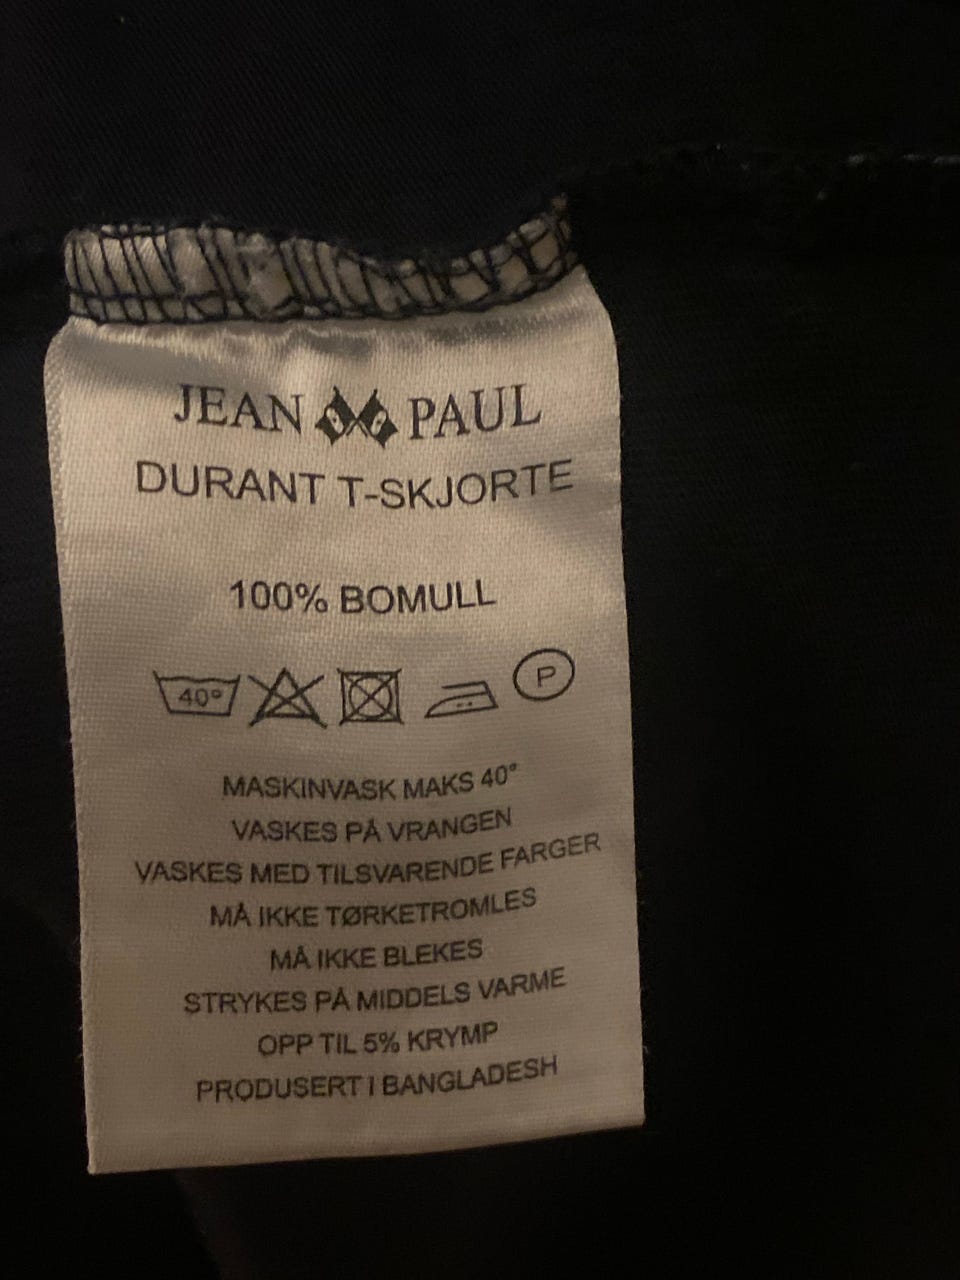 JEAN PAUL
DURANT T-SKJORTE
100% BOMULL
40° P
MASKINVASK MAKS 40°
VASKES PÅ VRANGEN
VASKES MED TILSVARENDE FARGER
MÅ IKKE TØRKETROMLES
MÅ IKKE BLEKES
STRYKES PÅ MIDDELS VARME
OPP TIL 5% KRYMP
PRODUSERT I BANGLADESH